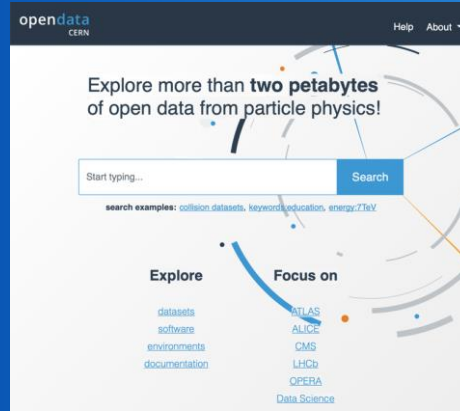 opendata
CERN
Help About
Explore more than two petabytes
of open data from particle physics!
Start typing...
Search
search examples: collision datasets, keywords:education, energy:7TeV
Explore
Focus on
datasets
ATLAS
software
ALICE
environments
CMS
documentation
LHCb
OPERA
Data Science